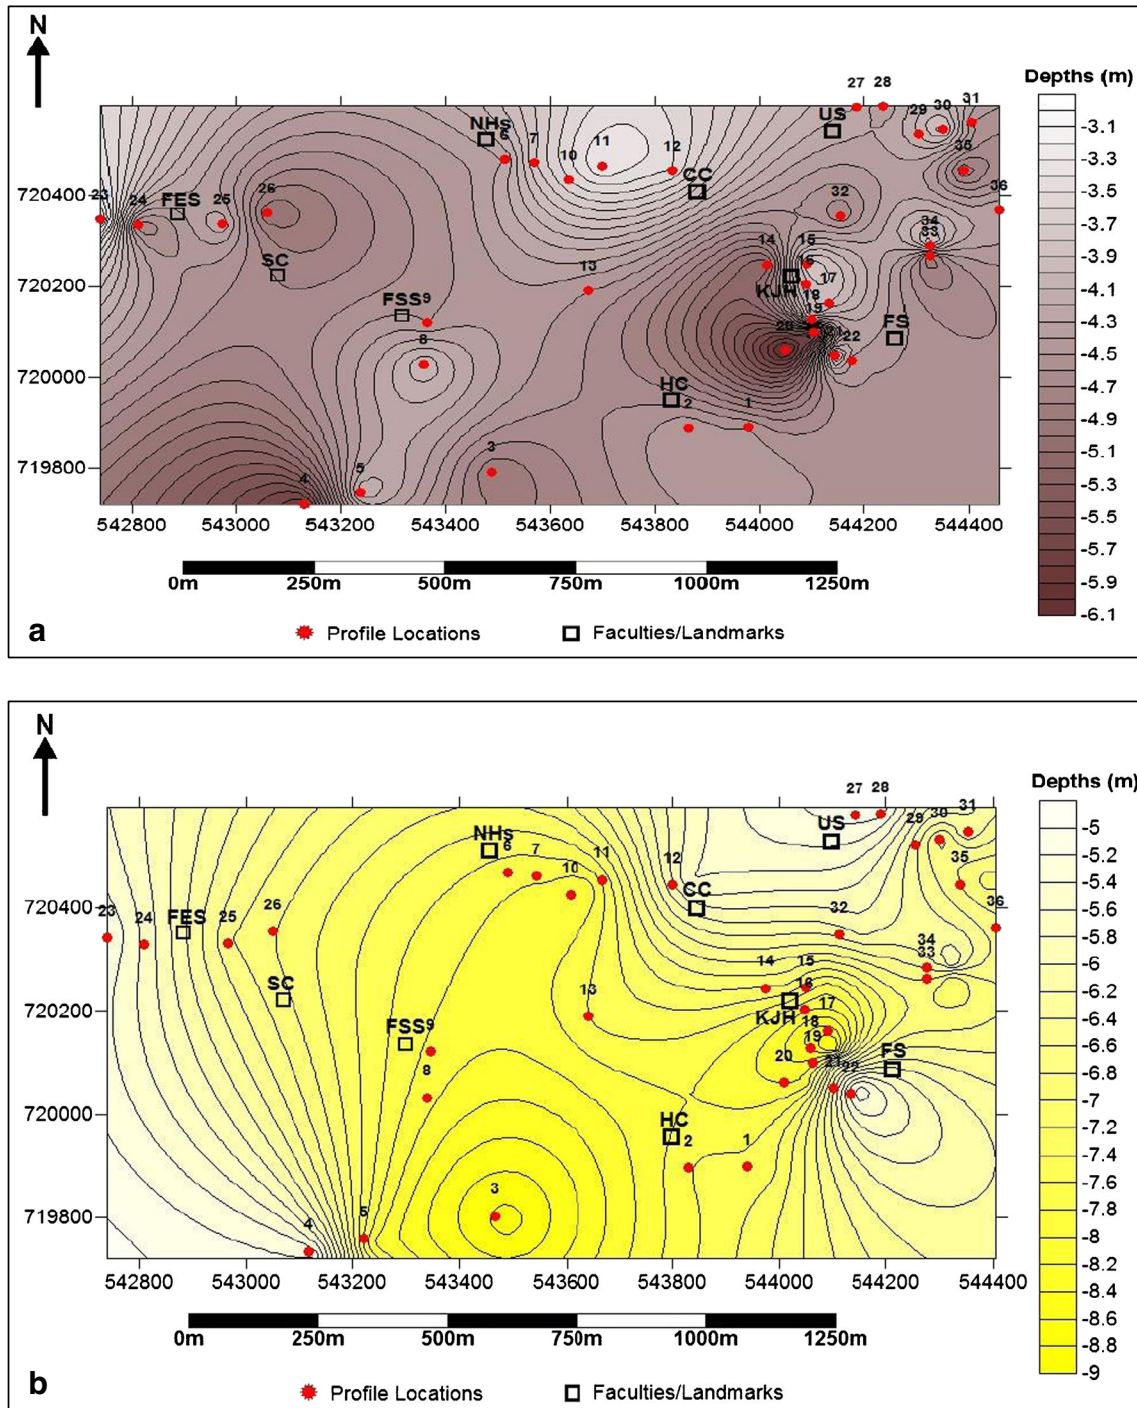 N
Depths (m)
27 28
29 30 31
US
NHs
6 7 10 11 12
35
CC
23 24 FES 25 26
32
36
34
33
720400
SC
14 15
13
16
17
KJH
18
720200
FSS 9
19
20
21 22
FS
8
720000
HC
2 1
3
719800
5
4
542800 543000 543200 543400 543600 543800 544000 544200 544400
-3.1
-3.3
-3.5
-3.7
-3.9
-4.1
-4.3
-4.5
-4.7
-4.9
-5.1
-5.3
-5.5
-5.7
-5.9
-6.1
0m 250m 500m 750m 1000m 1250m
a
Profile Locations Faculties/Landmarks
N
Depths (m)
27 28
31
29 30
US
NHs
6 7 10 11 12
35
CC
720400
23 24 FES 25 26
32
36
34
33
SC
14 15
13
16 17
KJH
18
720200
FSS 9
19
20
21 22
FS
8
720000
HC
2 1
3
719800
4 5
542800 543000 543200 543400 543600 543800 544000 544200 544400
-5
-5.2
-5.4
-5.6
-5.8
-6
-6.2
-6.4
-6.6
-6.8
-7
-7.2
-7.4
-7.6
-7.8
-8
-8.2
-8.4
-8.6
-8.8
-9
0m 250m 500m 750m 1000m 1250m
b
Profile Locations Faculties/Landmarks